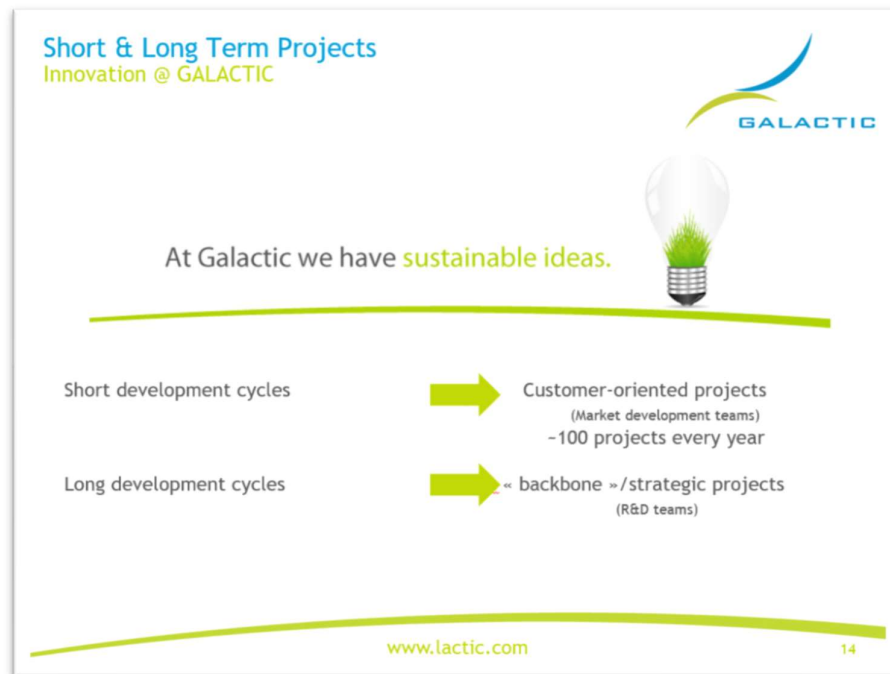 Short & Long Term Projects
Innovation @ GALACTIC
GALACTIC
At Galactic we have sustainable ideas.
Short development cycles
Customer-oriented projects
(Market development teams)
~100 projects every year
Long development cycles
« backbone »/strategic projects
(R&D teams)
www.lactic.com
14